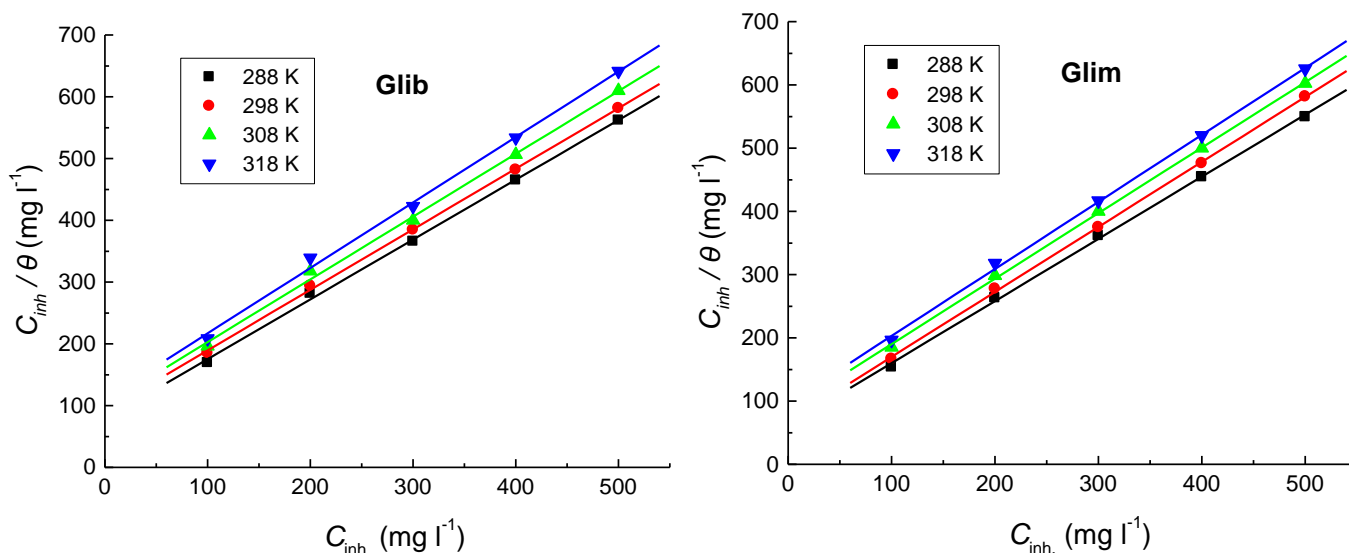 Glib
288 K
298 K
308 K
318 K
C_inh / θ (mg l⁻¹)
700
600
500
400
300
200
100
0
0 100 200 300 400 500
C_inh (mg l⁻¹)
Glim
288 K
298 K
308 K
318 K
C_inh / θ (mg l⁻¹)
700
600
500
400
300
200
100
0
0 100 200 300 400 500
C_inh. (mg l⁻¹)